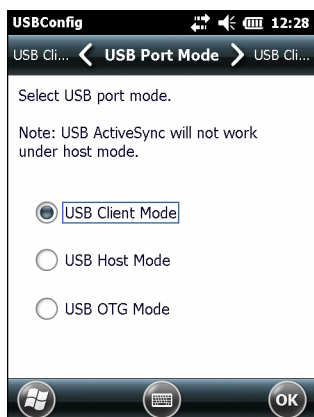 USBConfig 12:28
USB Cli... USB Port Mode USB Cli...
Select USB port mode.
Note: USB ActiveSync will not work
under host mode.
USB Client Mode
USB Host Mode
USB OTG Mode
OK